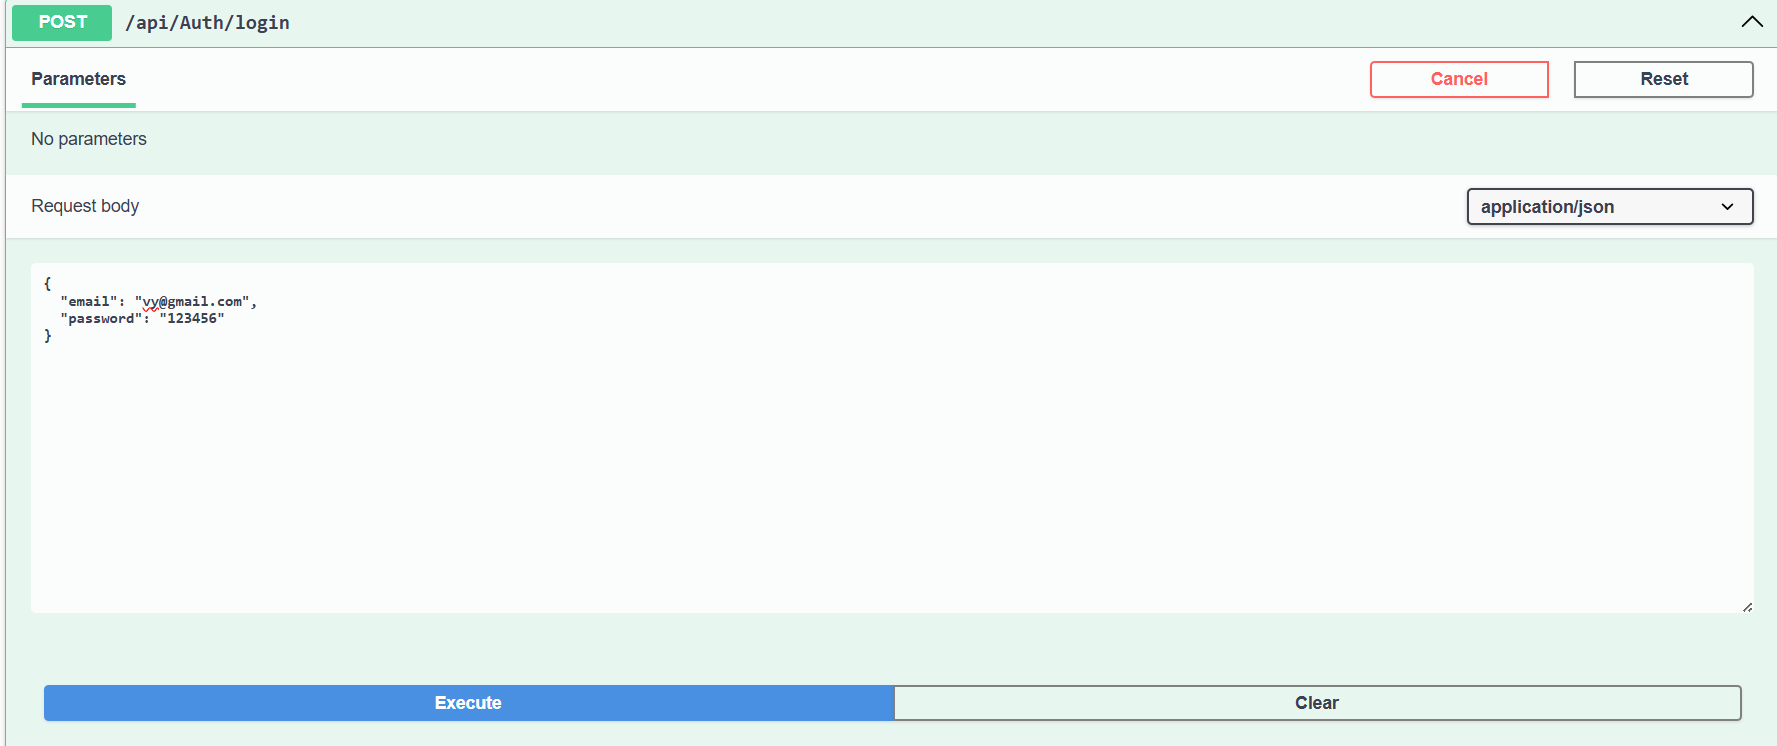 POST /api/Auth/login
Parameters
Cancel
Reset
No parameters
Request body
application/json
{
  "email": "vy@gmail.com",
  "password": "123456"
}
Execute
Clear